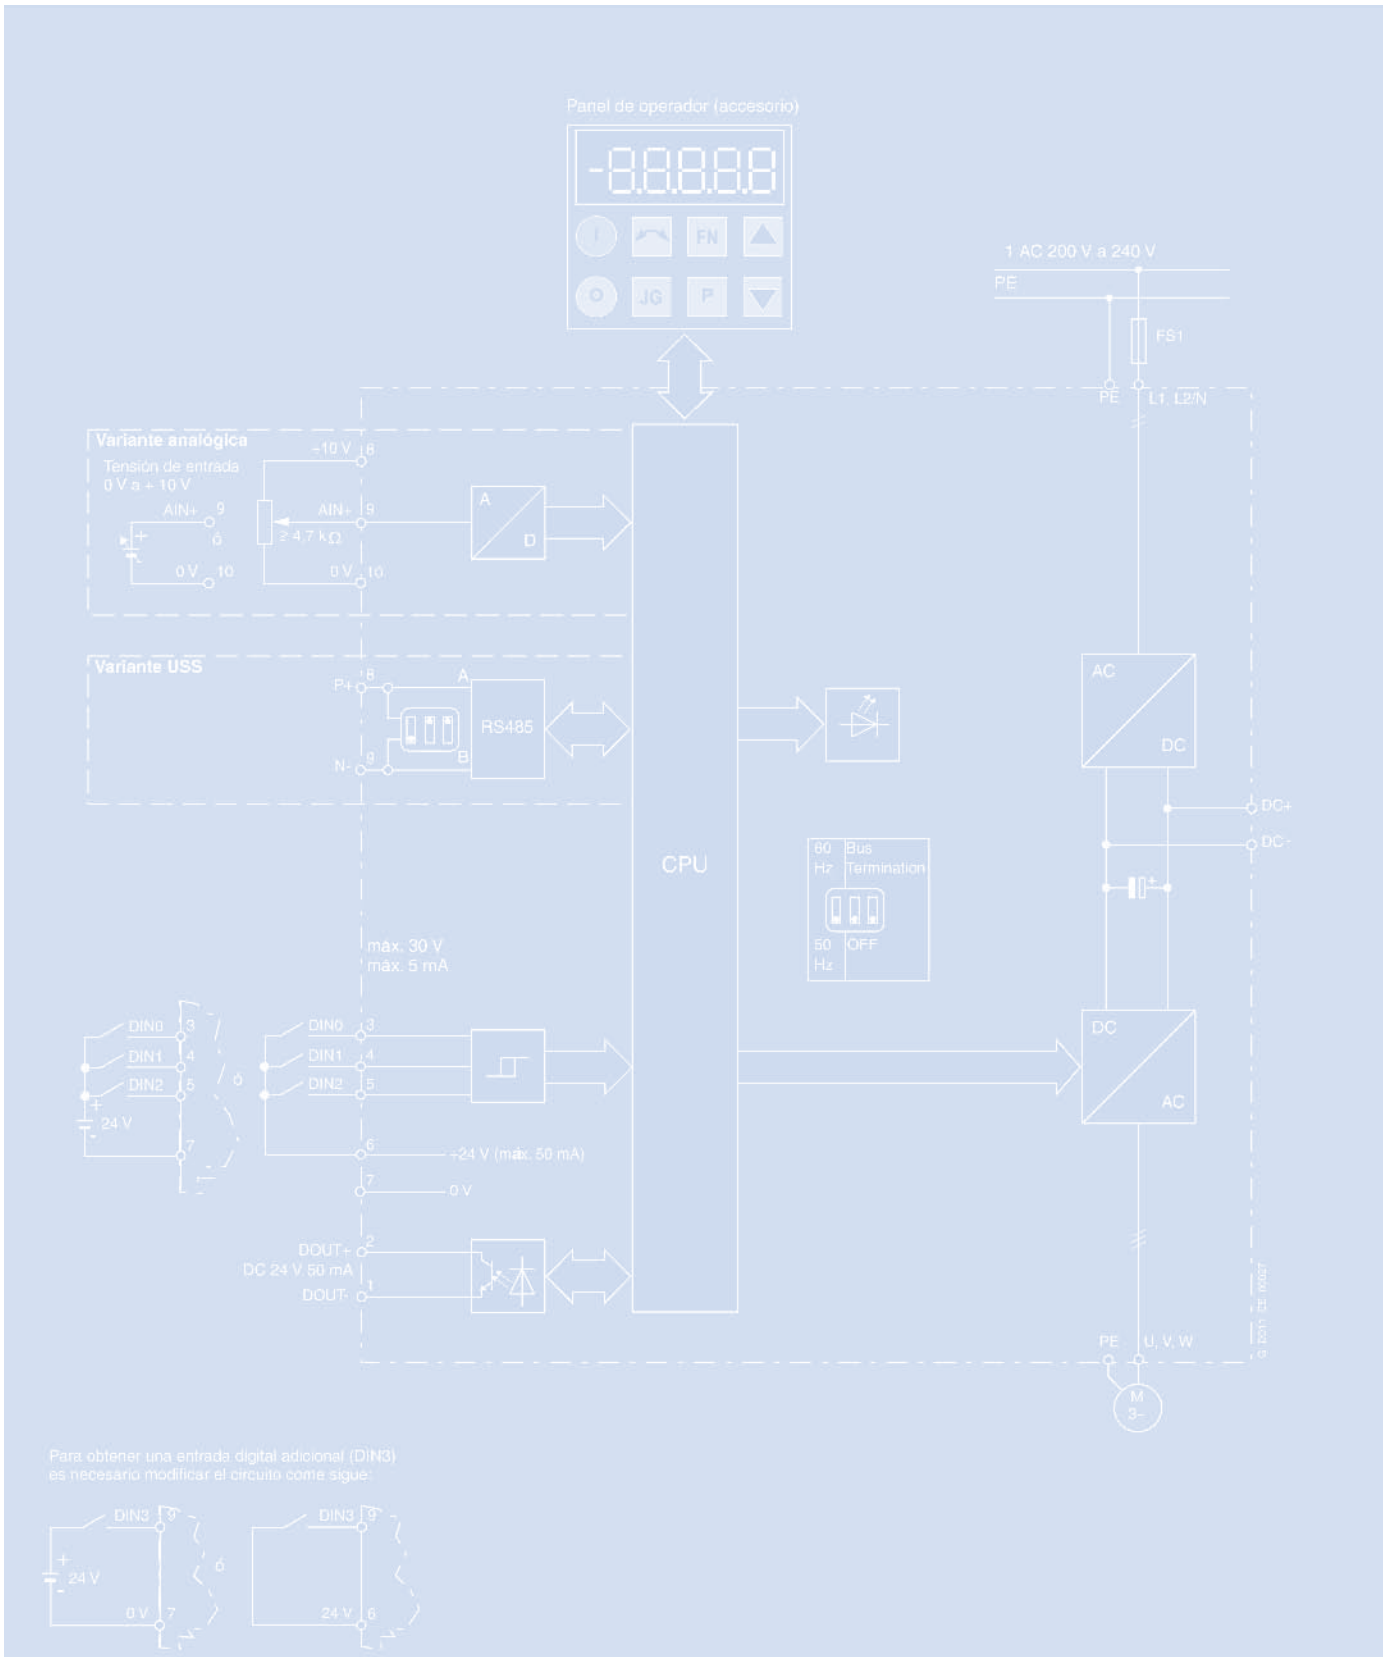 Panel de operador (accesorio)
-8.8.8.8.8
I
FN
O
JG
P
1 AC 200 V a 240 V
PE
FS1
PE
L1, L2/N
Variante analógica
Tensión de entrada
0 V a + 10 V
AIN+
9
ó
0 V
10
+10 V
8
AIN+
9
≥ 4,7 kΩ
0 V
10
A
D
Variante USS
P+
8
A
RS485
N-
9
B
CPU
AC
DC
DC+
DC-
+
60
Hz
Bus
Termination
50
Hz
OFF
máx. 30 V
máx. 5 mA
DIN0
3
DIN1
4
DIN2
5
+
24 V
-
7
ó
DIN0
3
DIN1
4
DIN2
5
6
+24 V (máx. 50 mA)
7
0 V
DC
AC
DOUT+
2
DC 24 V 50 mA
DOUT-
1
PE
U, V, W
M
3~
Para obtener una entrada digital adicional (DIN3)
es necesario modificar el circuito come sigue:
DIN3
9
+
24 V
-
0 V
7
ó
DIN3
9
24 V
6